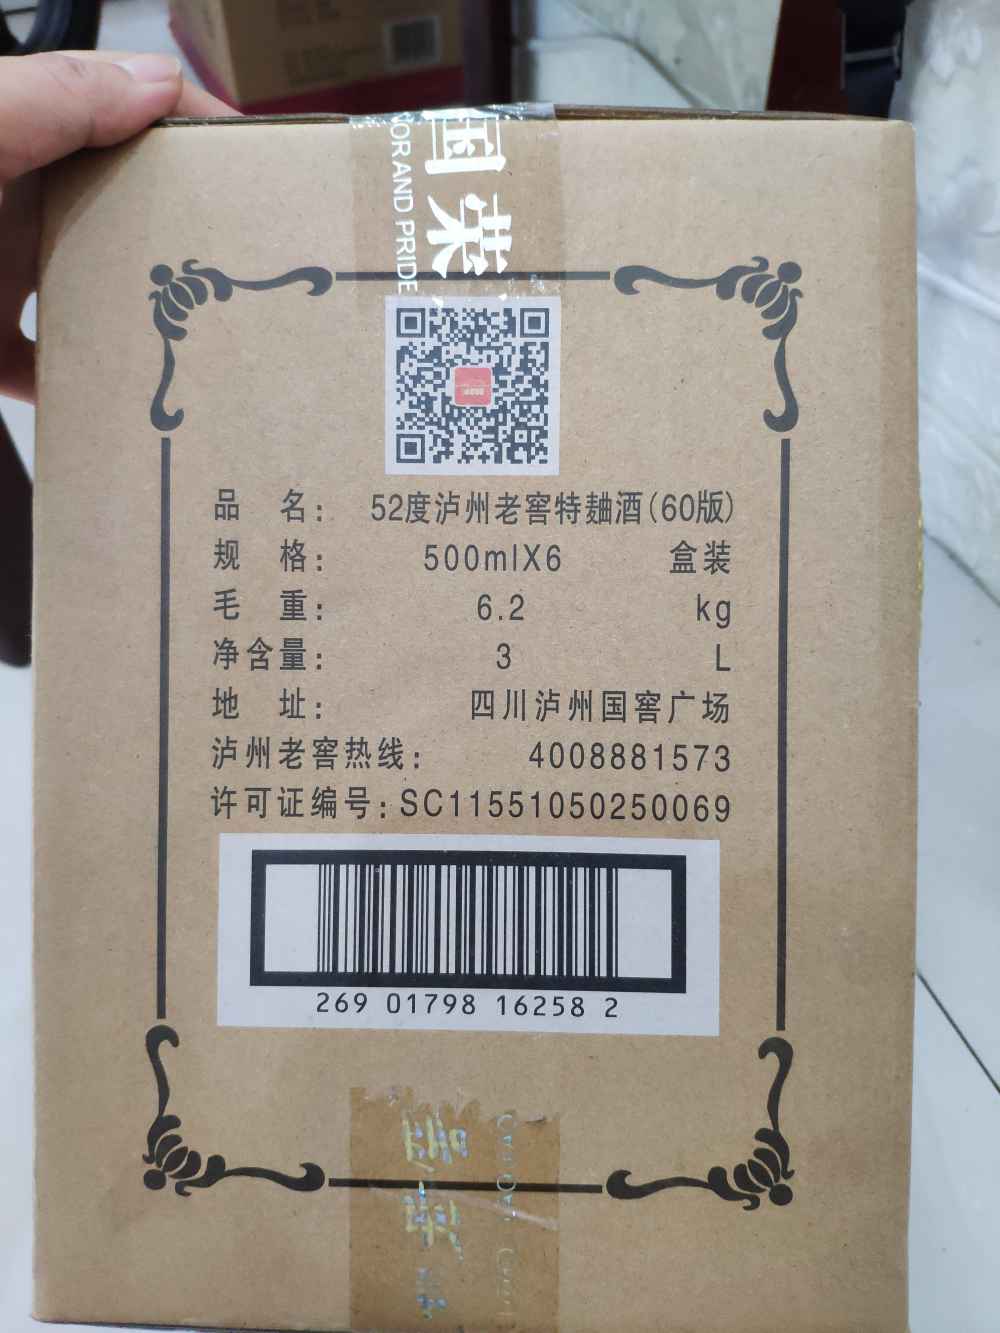 国荣
OR AND PRIDE
品 名： 52度泸州老窖特麯酒(60版)
规 格： 500mlX6 盒装
毛 重： 6.2 kg
净含量： 3 L
地 址： 四川泸州国窖广场
泸州老窖热线： 4008881573
许可证编号：SC11551050250069
269 01798 16258 2